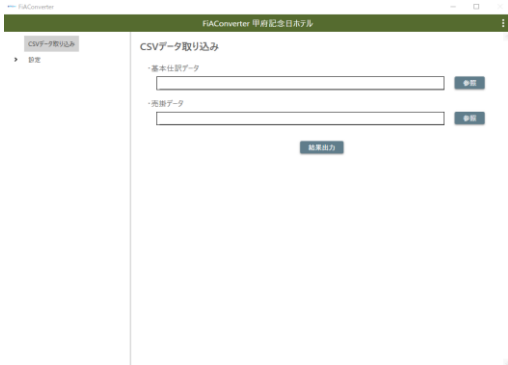 FiAConverter
FiAConverter 甲府記念日ホテル
CSVデータ取り込み
設定
CSVデータ取り込み
・基本仕訳データ
参照
・売掛データ
参照
結果出力